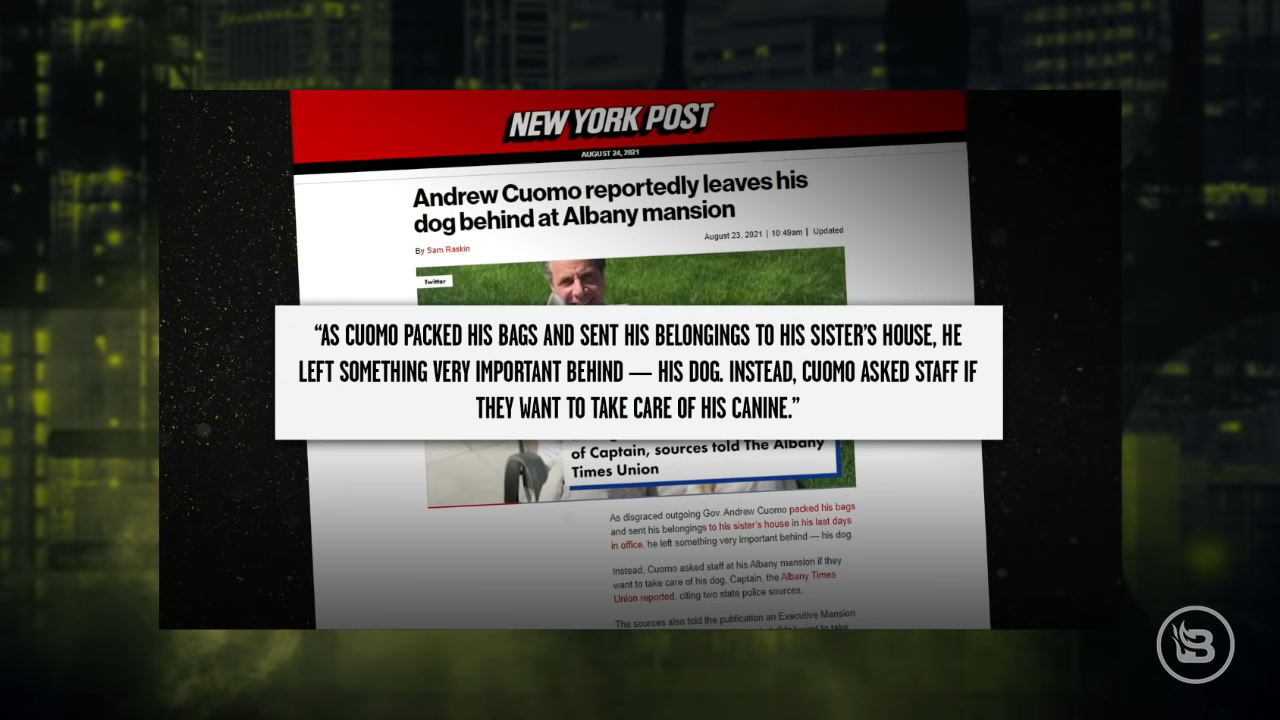 NEW YORK POST
AUGUST 24, 2021
Andrew Cuomo reportedly leaves his
dog behind at Albany mansion
By Sam Raskin
August 23, 2021 | 10:49am | Updated
Twitter
“AS CUOMO PACKED HIS BAGS AND SENT HIS BELONGINGS TO HIS SISTER’S HOUSE, HE
LEFT SOMETHING VERY IMPORTANT BEHIND — HIS DOG. INSTEAD, CUOMO ASKED STAFF IF
THEY WANT TO TAKE CARE OF HIS CANINE.”
of Captain, sources told The Albany
Times Union
As disgraced outgoing Gov. Andrew Cuomo packed his bags
and sent his belongings to his sister’s house in his last days
in office, he left something very important behind — his dog.
Instead, Cuomo asked staff at his Albany mansion if they
want to take care of his dog, Captain, the Albany Times
Union reported, citing two state police sources.
The sources also told the publication an Executive Mansion
want to take
B